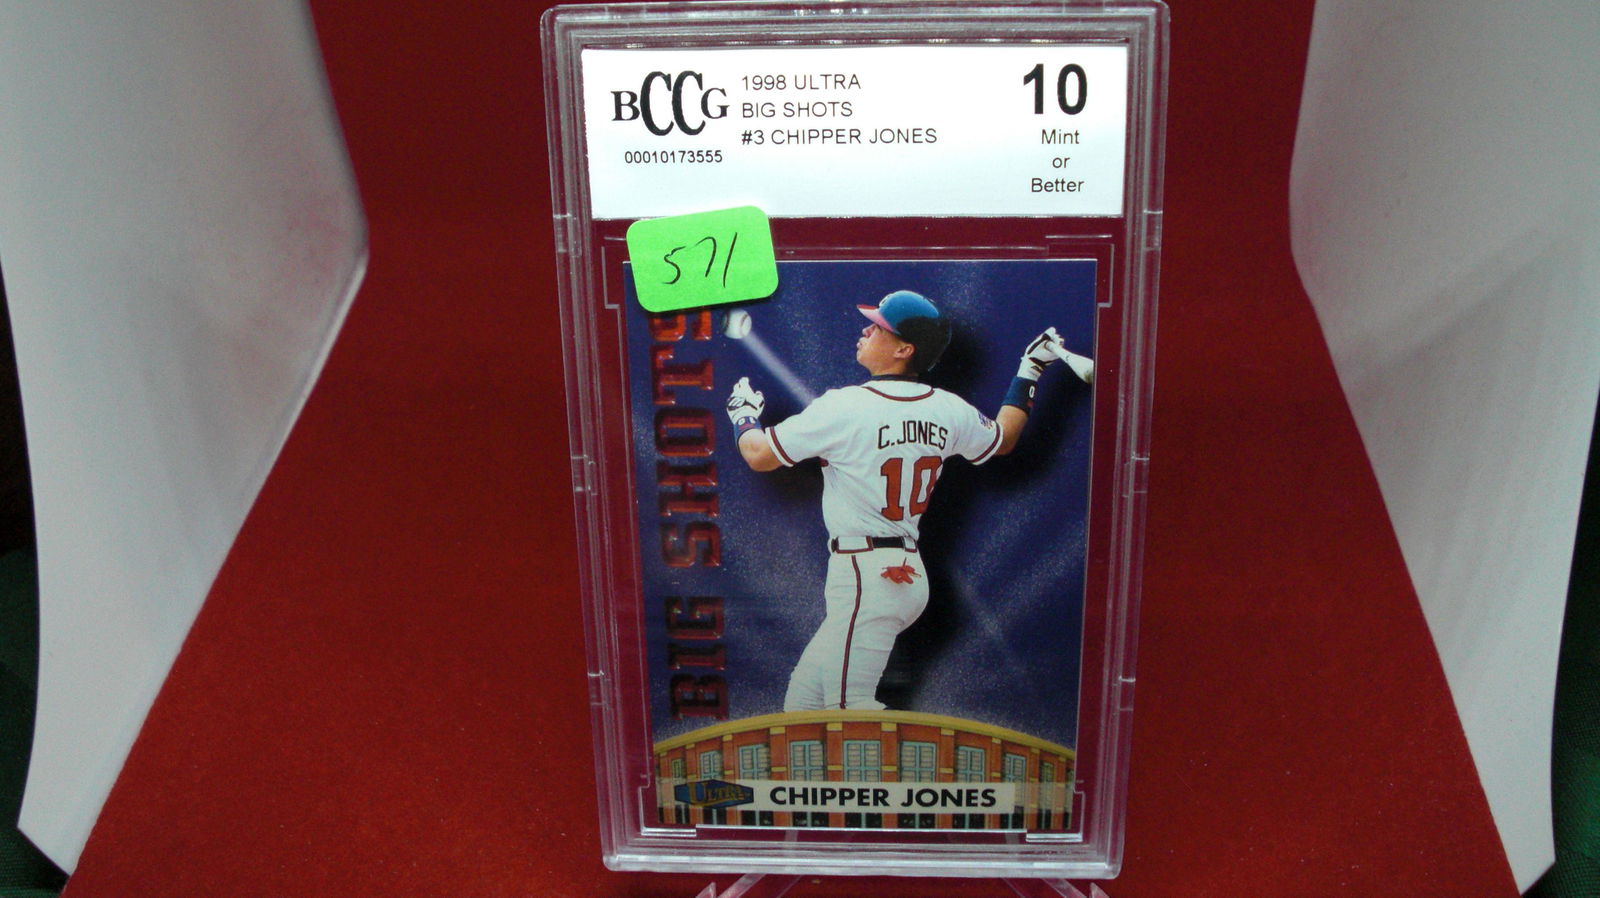 BCCG
00010173555
1998 ULTRA
BIG SHOTS
#3 CHIPPER JONES
10
Mint
or
Better
571
BIG SHOTS
C.JONES
10
ULTRA
CHIPPER JONES